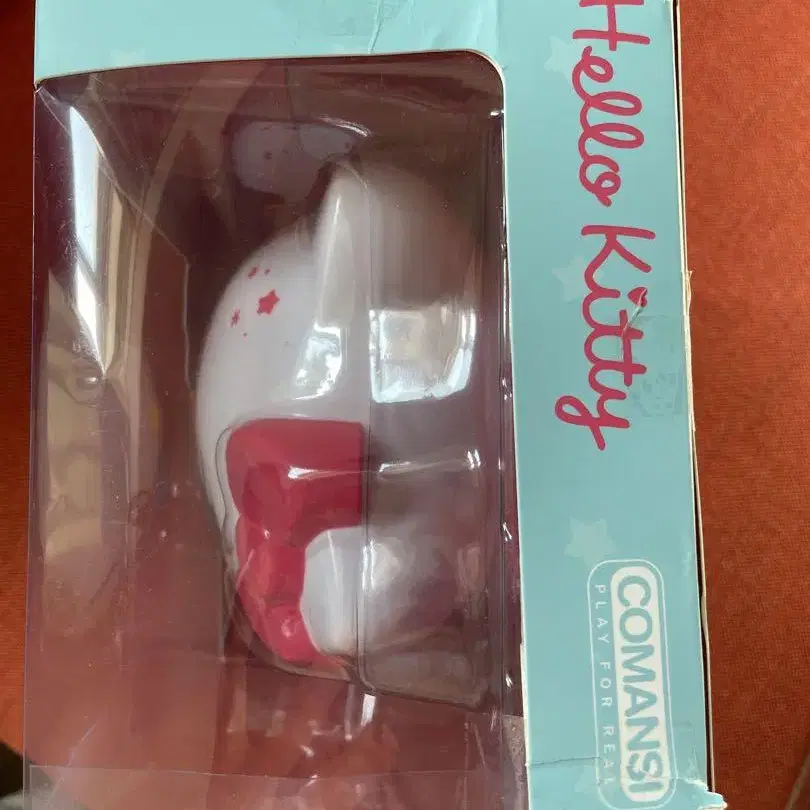 Hello Kitty
COMANSI
PLAY FOR REAL